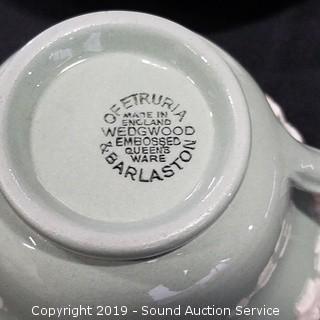 OF ETRURIA
MADE IN
ENGLAND
WEDGWOOD
EMBOSSED
QUEEN'S
WARE
& BARLASTON
Copyright 2019 - Sound Auction Service